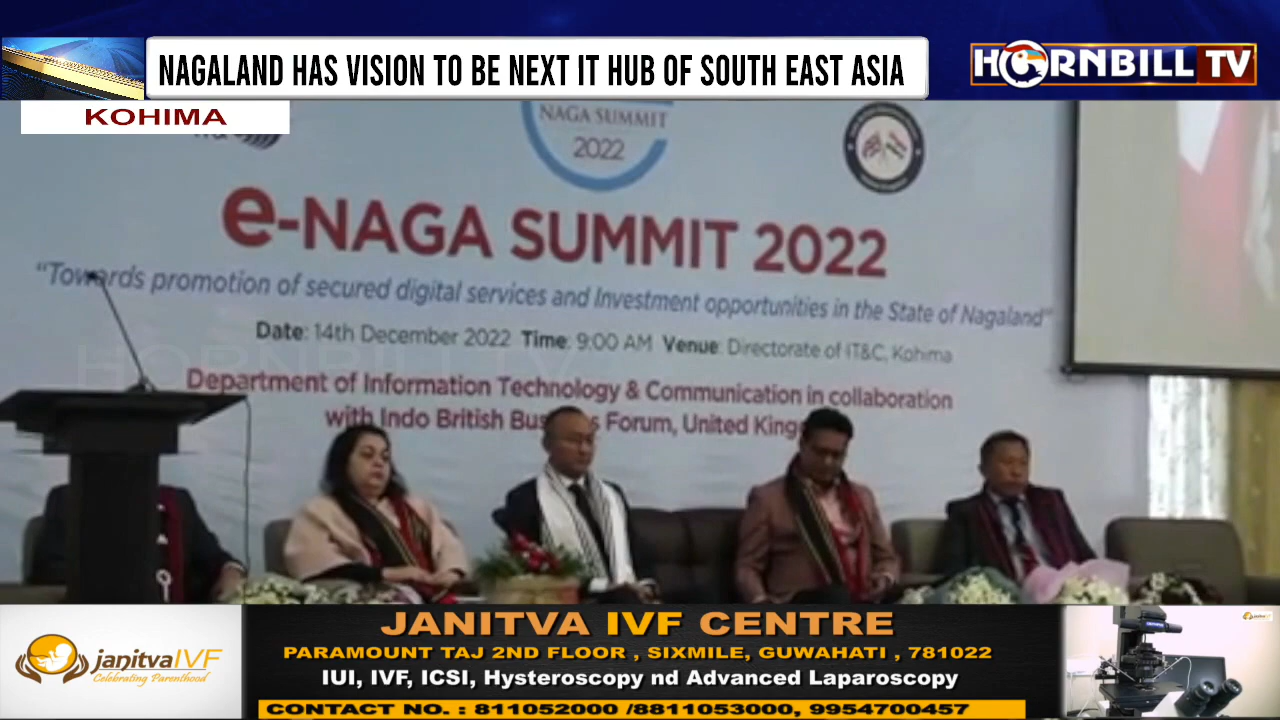 NAGALAND HAS VISION TO BE NEXT IT HUB OF SOUTH EAST ASIA
HORNBILL TV
KOHIMA
NAGA SUMMIT
2022
e-NAGA SUMMIT 2022
“Towards promotion of secured digital services and Investment opportunities in the State of Nagaland”
Date: 14th December 2022 Time: 9:00 AM Venue: Directorate of IT&C, Kohima
HORNBILL TV
Department of Information Technology & Communication in collaboration
with Indo British Forum, United
JANITVA IVF CENTRE
janitvaIVF
Celebrating Parenthood
PARAMOUNT TAJ 2ND FLOOR , SIXMILE, GUWAHATI , 781022
IUI, IVF, ICSI, Hysteroscopy nd Advanced Laparoscopy
CONTACT NO. : 811052000 /8811053000, 9954700457